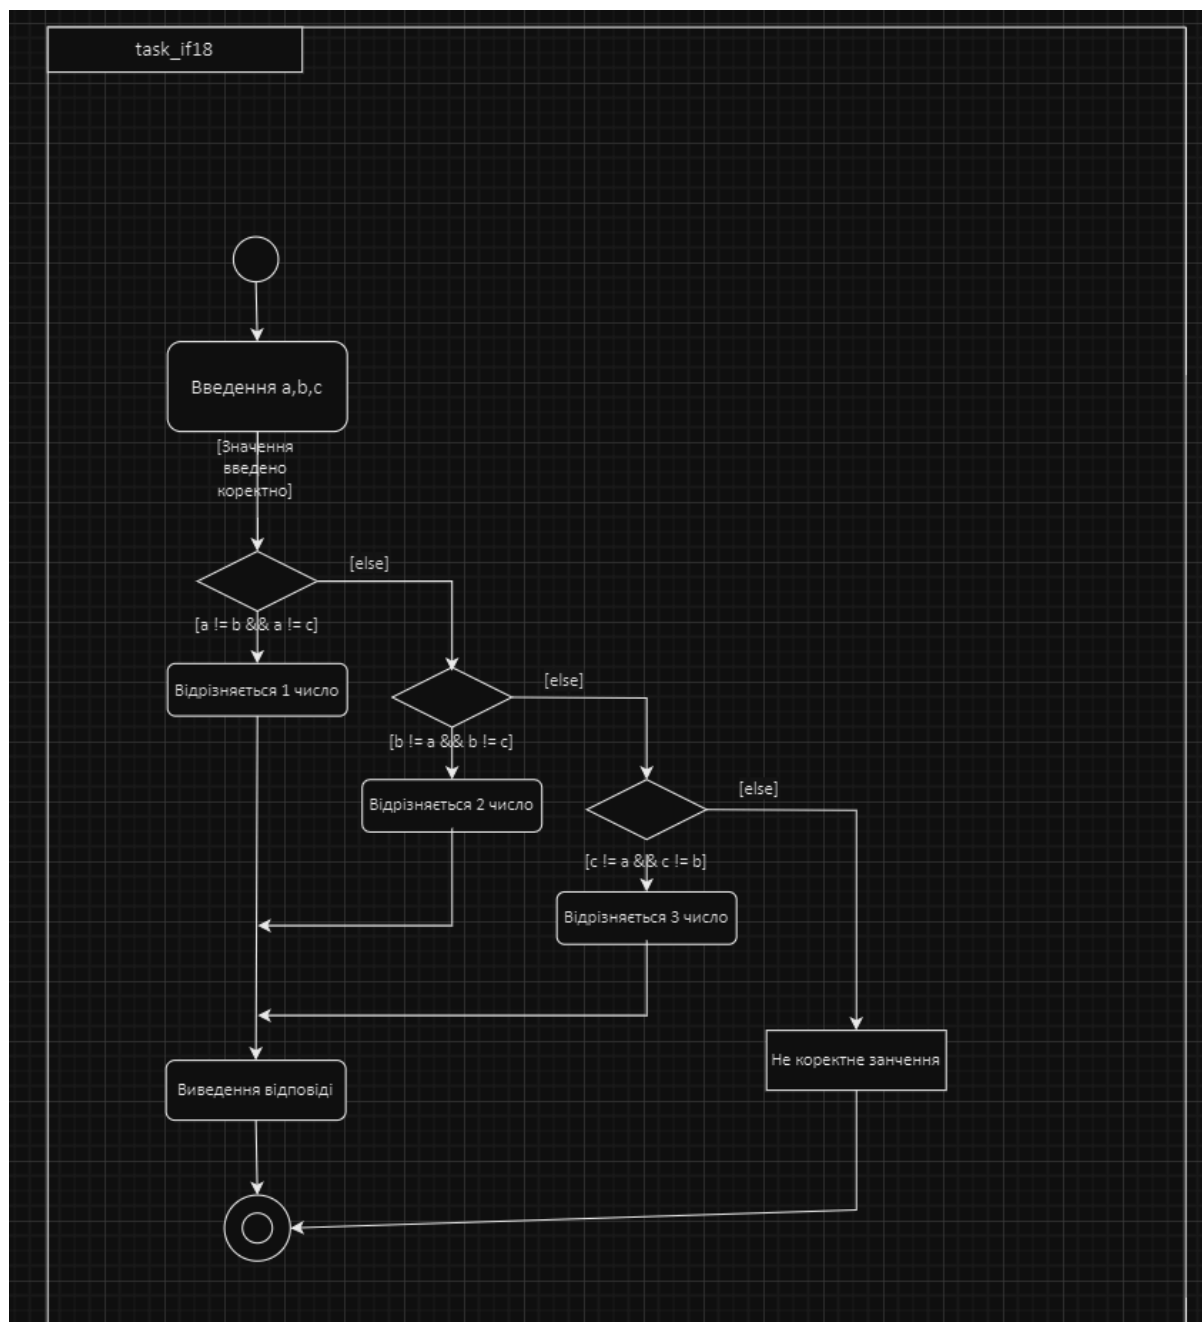 task_if18
Введення a,b,c
[Значення
введено
коректно]
[else]
[a != b && a != c]
Відрізняється 1 число
[else]
[b != a && b != c]
Відрізняється 2 число
[else]
[c != a && c != b]
Відрізняється 3 число
Не коректне занчення
Виведення відповіді